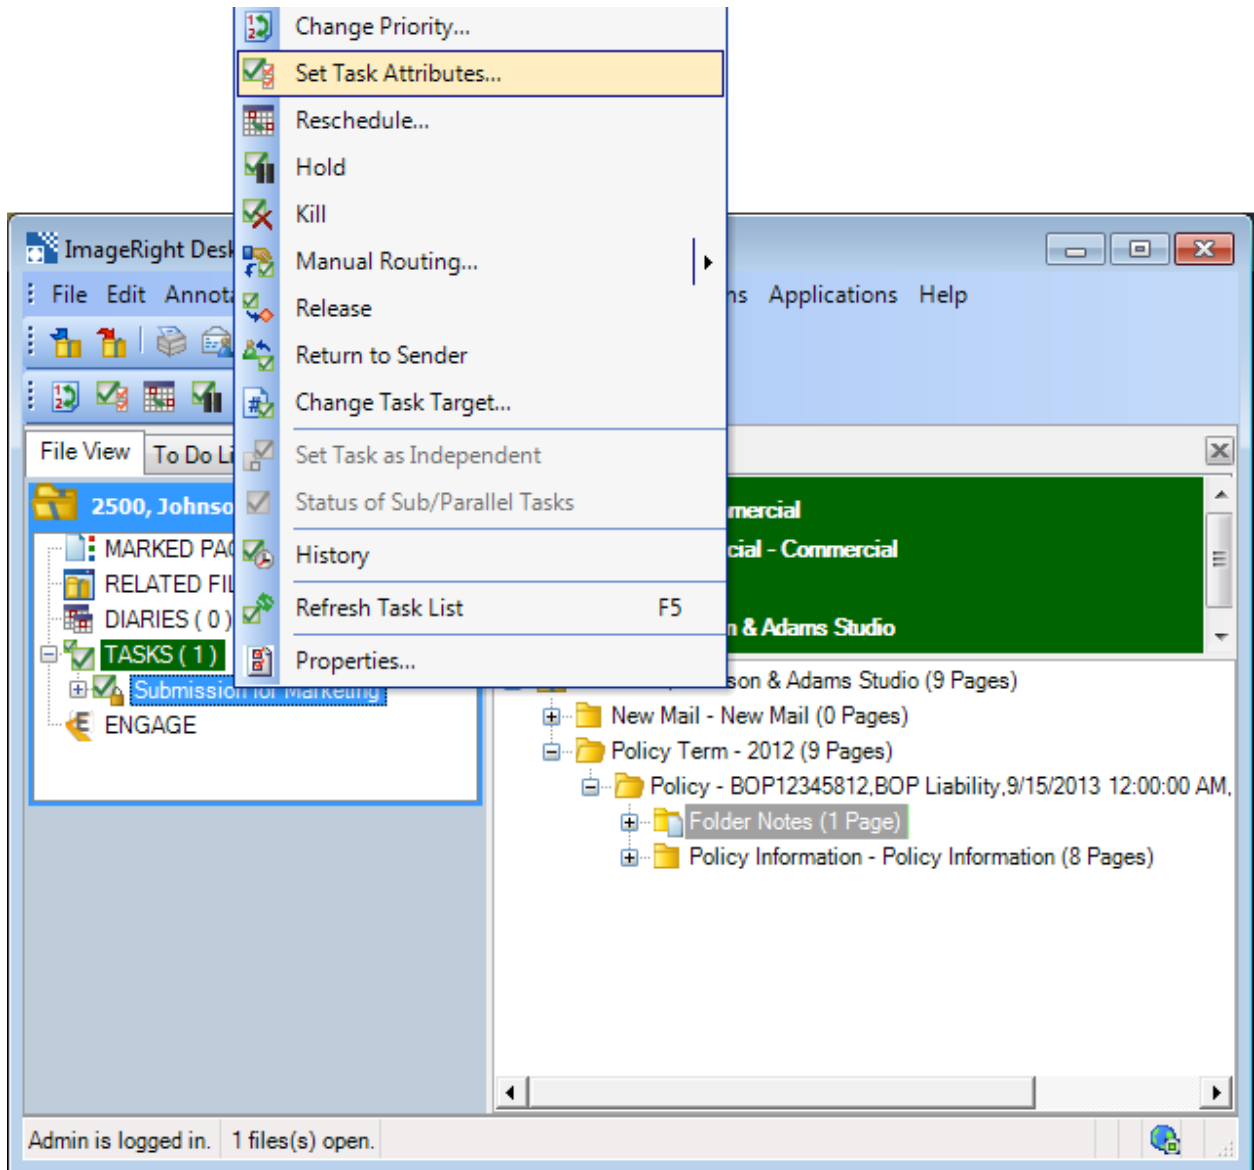 Change Priority...
Set Task Attributes...
Reschedule...
Hold
Kill
Manual Routing...
Release
Return to Sender
Change Task Target...
Set Task as Independent
Status of Sub/Parallel Tasks
History
Refresh Task List F5
Properties...
ImageRight Desk
File Edit Annota ns Applications Help
File View To Do Li
2500, Johnso
MARKED PAG
RELATED FIL
DIARIES ( 0 )
TASKS ( 1 )
Submission for Marketing
ENGAGE
mercial
cial - Commercial
n & Adams Studio
son & Adams Studio (9 Pages)
New Mail - New Mail (0 Pages)
Policy Term - 2012 (9 Pages)
Policy - BOP12345812,BOP Liability,9/15/2013 12:00:00 AM,
Folder Notes (1 Page)
Policy Information - Policy Information (8 Pages)
Admin is logged in. 1 files(s) open.